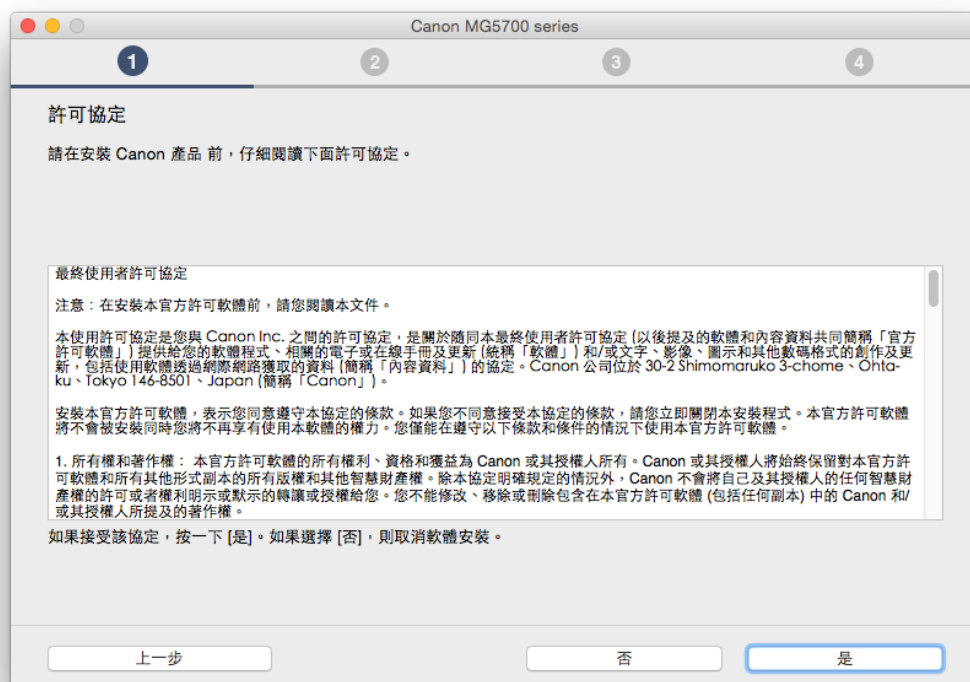 Canon MG5700 series
1
2
3
4
許可協定
請在安裝 Canon 產品 前，仔細閱讀下面許可協定。
最終使用者許可協定
注意：在安裝本官方許可軟體前，請您閱讀本文件。
本使用許可協定是您與 Canon Inc. 之間的許可協定，是關於隨同本最終使用者許可協定 (以後提及的軟體和內容資料共同簡稱「官方
許可軟體」) 提供給您的軟體程式、相關的電子或在線手冊及更新 (統稱「軟體」) 和/或文字、影像、圖示和其他數碼格式的創作及更
新，包括使用軟體透過網際網路獲取的資料 (簡稱「內容資料」) 的協定。Canon 公司位於 30-2 Shimomaruko 3-chome、Ohta-
ku、Tokyo 146-8501、Japan (簡稱「Canon」)。
安裝本官方許可軟體，表示您同意遵守本協定的條款。如果您不同意接受本協定的條款，請您立即關閉本安裝程式。本官方許可軟體
將不會被安裝同時您將不再享有使用本軟體的權力。您僅能在遵守以下條款和條件的情況下使用本官方許可軟體。
1. 所有權和著作權： 本官方許可軟體的所有權利、資格和獲益為 Canon 或其授權人所有。Canon 或其授權人將始終保留對本官方許
可軟體和所有其他形式副本的所有版權和其他智慧財產權。除本協定明確規定的情況外，Canon 不會將自己及其授權人的任何智慧財
產權的許可或者權利明示或默示的轉讓或授權給您。您不能修改、移除或刪除包含在本官方許可軟體 (包括任何副本) 中的 Canon 和/
或其授權人所提及的著作權。
如果接受該協定，按一下 [是]。如果選擇 [否]，則取消軟體安裝。
上一步
否
是